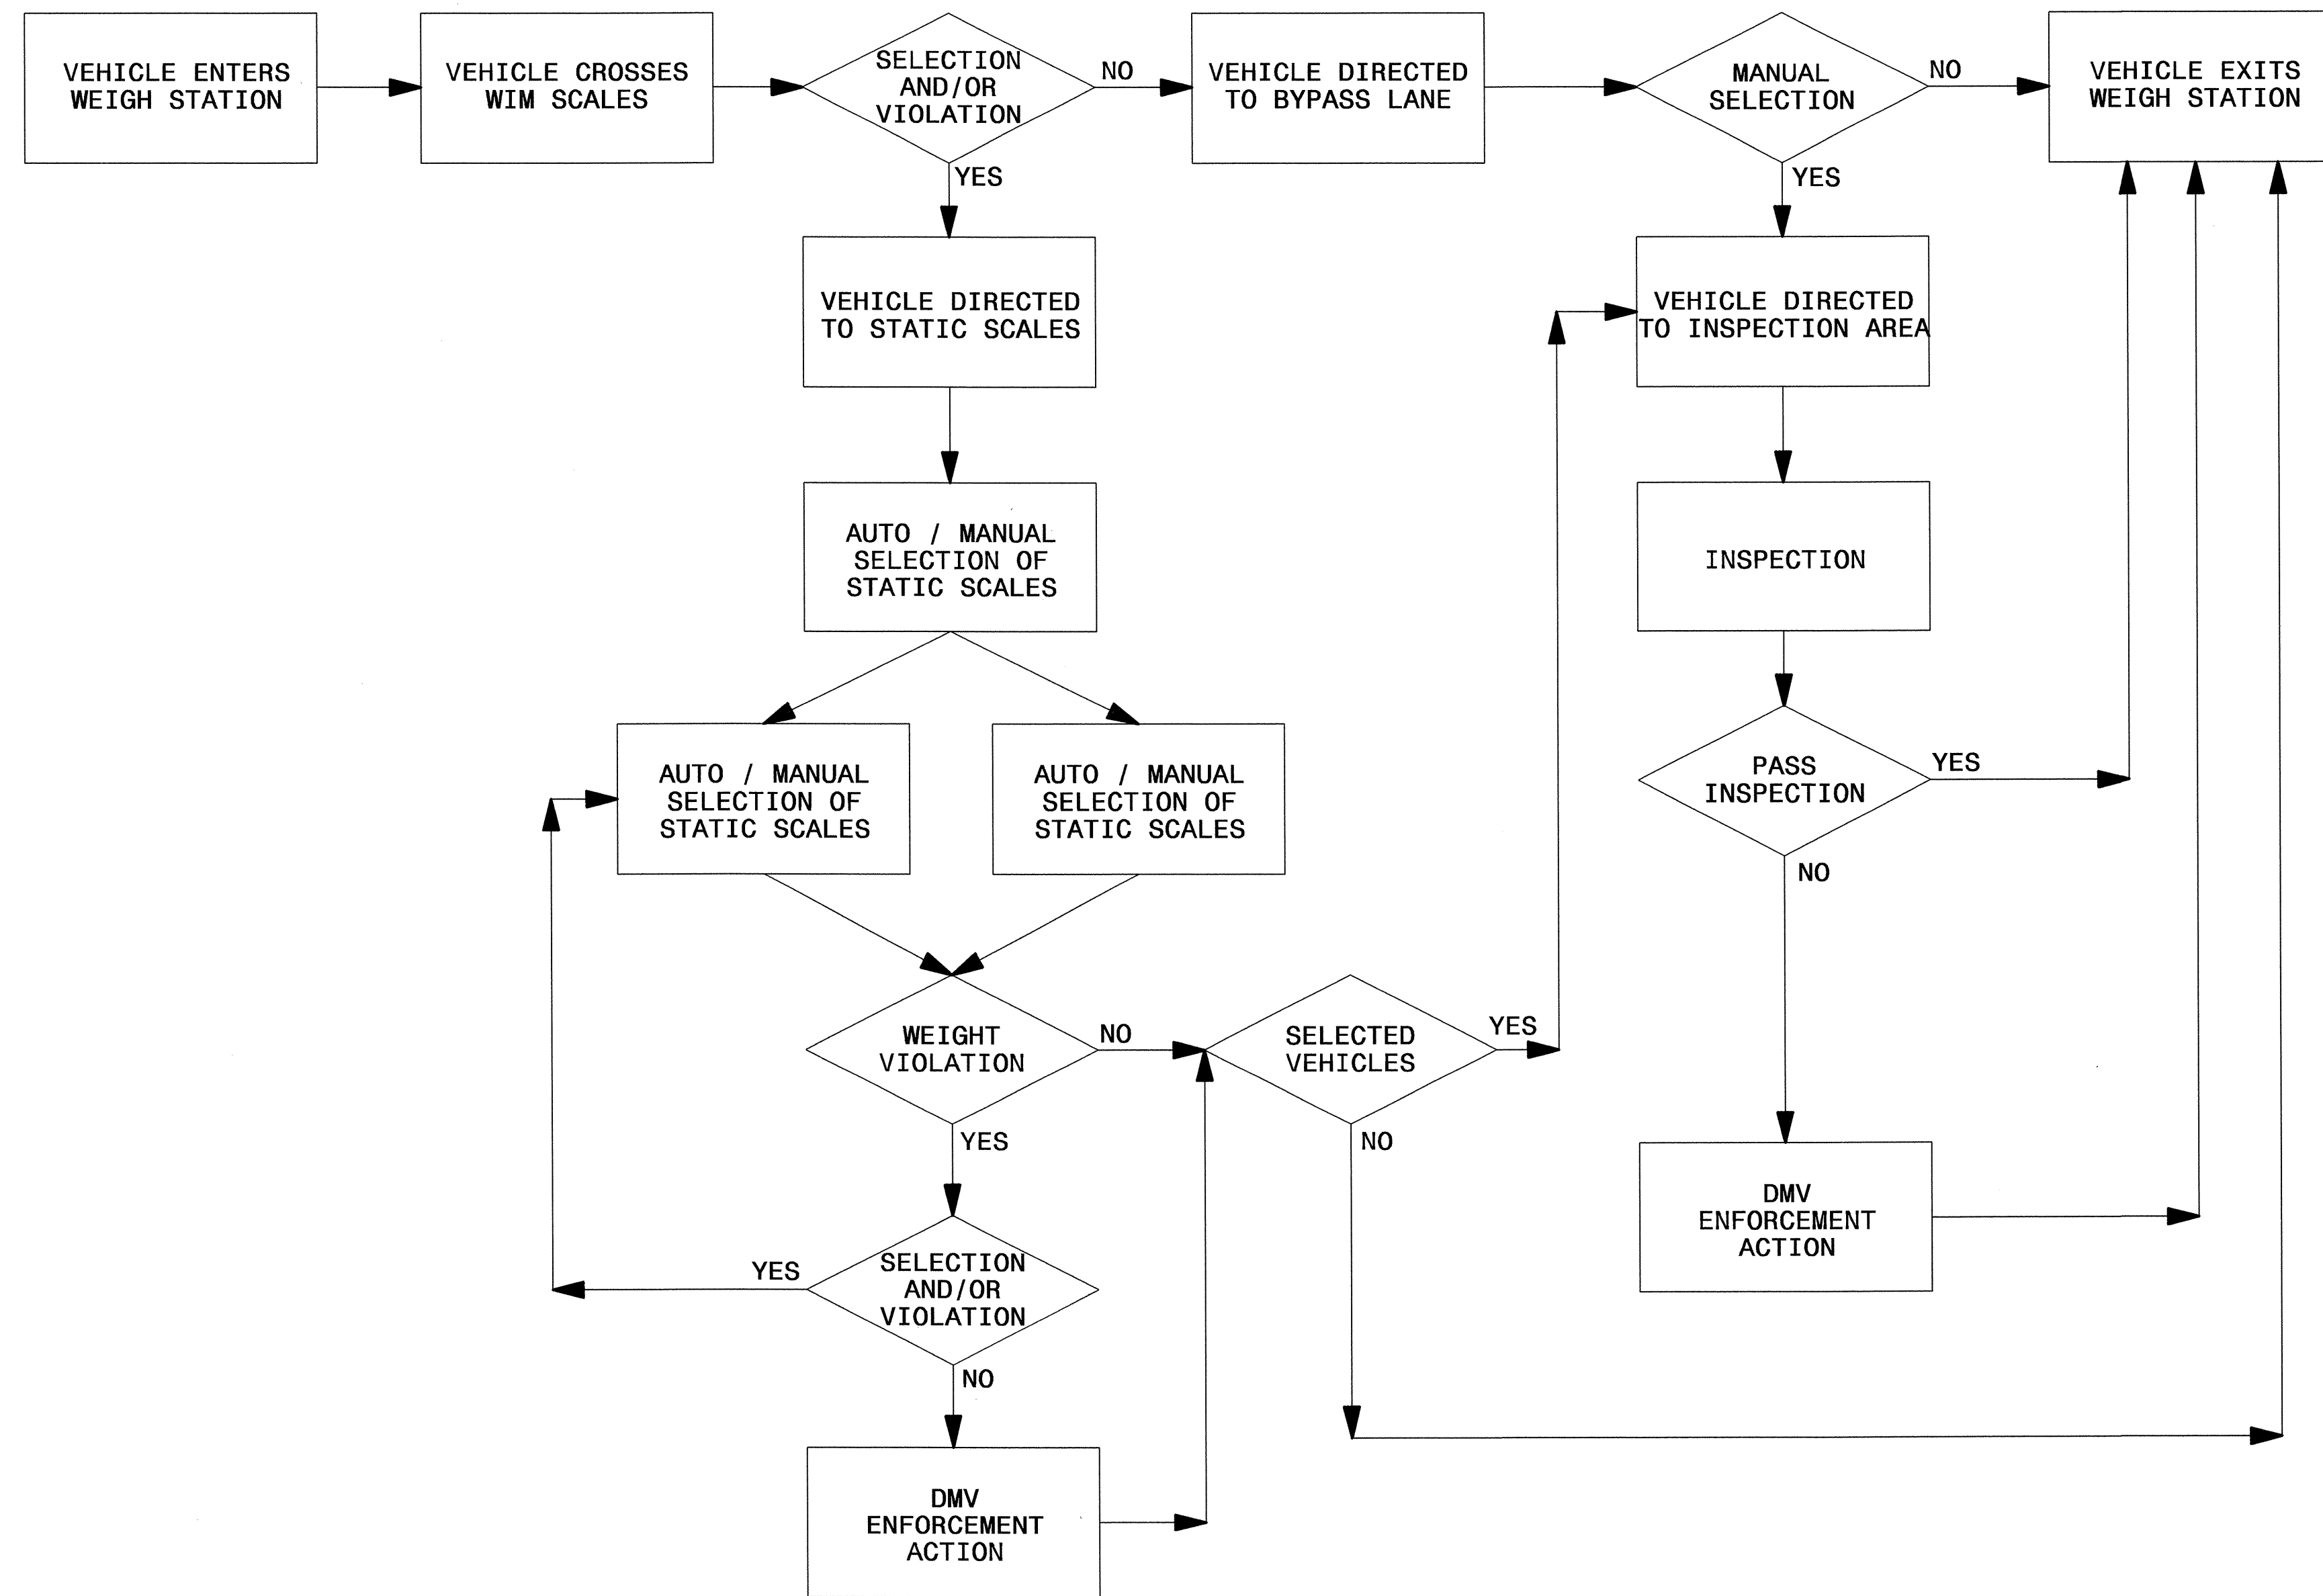 VEHICLE ENTERS
WEIGH STATION
VEHICLE CROSSES
WIM SCALES
SELECTION
AND/OR
VIOLATION
NO
YES
VEHICLE DIRECTED
TO BYPASS LANE
MANUAL
SELECTION
NO
YES
VEHICLE EXITS
WEIGH STATION
VEHICLE DIRECTED
TO STATIC SCALES
VEHICLE DIRECTED
TO INSPECTION AREA
AUTO / MANUAL
SELECTION OF
STATIC SCALES
INSPECTION
AUTO / MANUAL
SELECTION OF
STATIC SCALES
AUTO / MANUAL
SELECTION OF
STATIC SCALES
PASS
INSPECTION
YES
NO
WEIGHT
VIOLATION
NO
YES
SELECTED
VEHICLES
YES
NO
DMV
ENFORCEMENT
ACTION
YES
SELECTION
AND/OR
VIOLATION
NO
DMV
ENFORCEMENT
ACTION